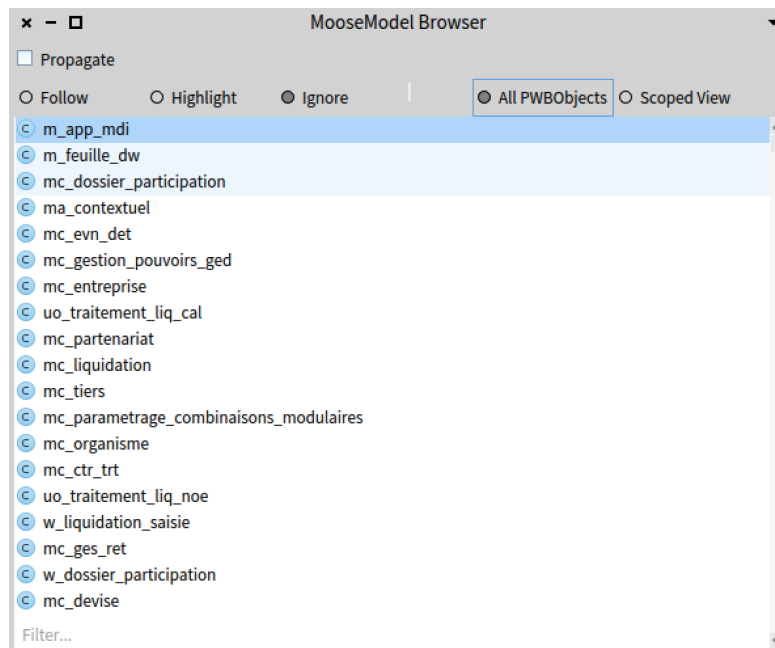 MooseModel Browser
Propagate
Follow Highlight Ignore All PWBObjects Scoped View
C m_app_mdi
C m_feuille_dw
C mc_dossier_participation
C ma_contextuel
C mc_evn_det
C mc_gestion_pouvoirs_ged
C mc_entreprise
C uo_traitement_liq_cal
C mc_partenariat
C mc_liquidation
C mc_tiers
C mc_parametrage_combinaisons_modulaires
C mc_organisme
C mc_ctr_trt
C uo_traitement_liq_noe
C w_liquidation_saisie
C mc_ges_ret
C w_dossier_participation
C mc_devise
Filter...